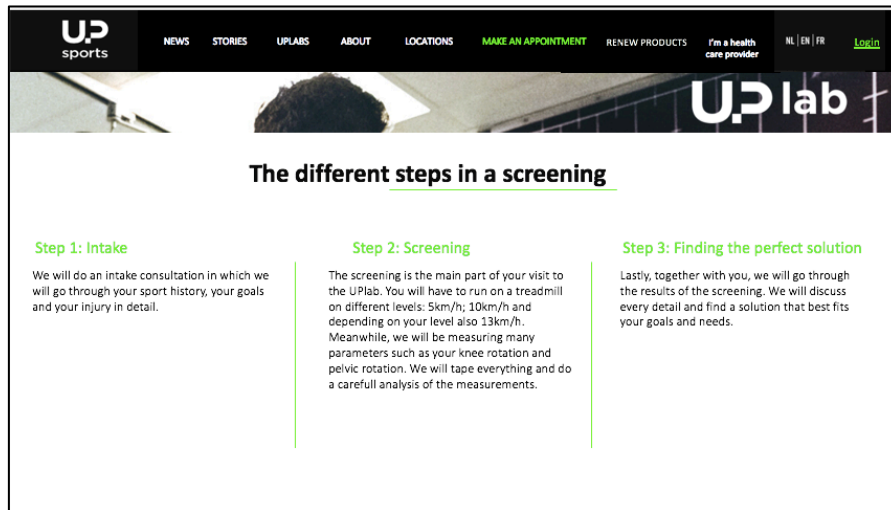 U.P sports
NEWS STORIES UPLABS ABOUT LOCATIONS MAKE AN APPOINTMENT RENEW PRODUCTS I'm a health care provider NL | EN | FR Login
U.P lab
The different steps in a screening
Step 1: Intake
We will do an intake consultation in which we
will go through your sport history, your goals
and your injury in detail.
Step 2: Screening
The screening is the main part of your visit to
the UPlab. You will have to run on a treadmill
on different levels: 5km/h; 10km/h and
depending on your level also 13km/h.
Meanwhile, we will be measuring many
parameters such as your knee rotation and
pelvic rotation. We will tape everything and do
a carefull analysis of the measurements.
Step 3: Finding the perfect solution
Lastly, together with you, we will go through
the results of the screening. We will discuss
every detail and find a solution that best fits
your goals and needs.